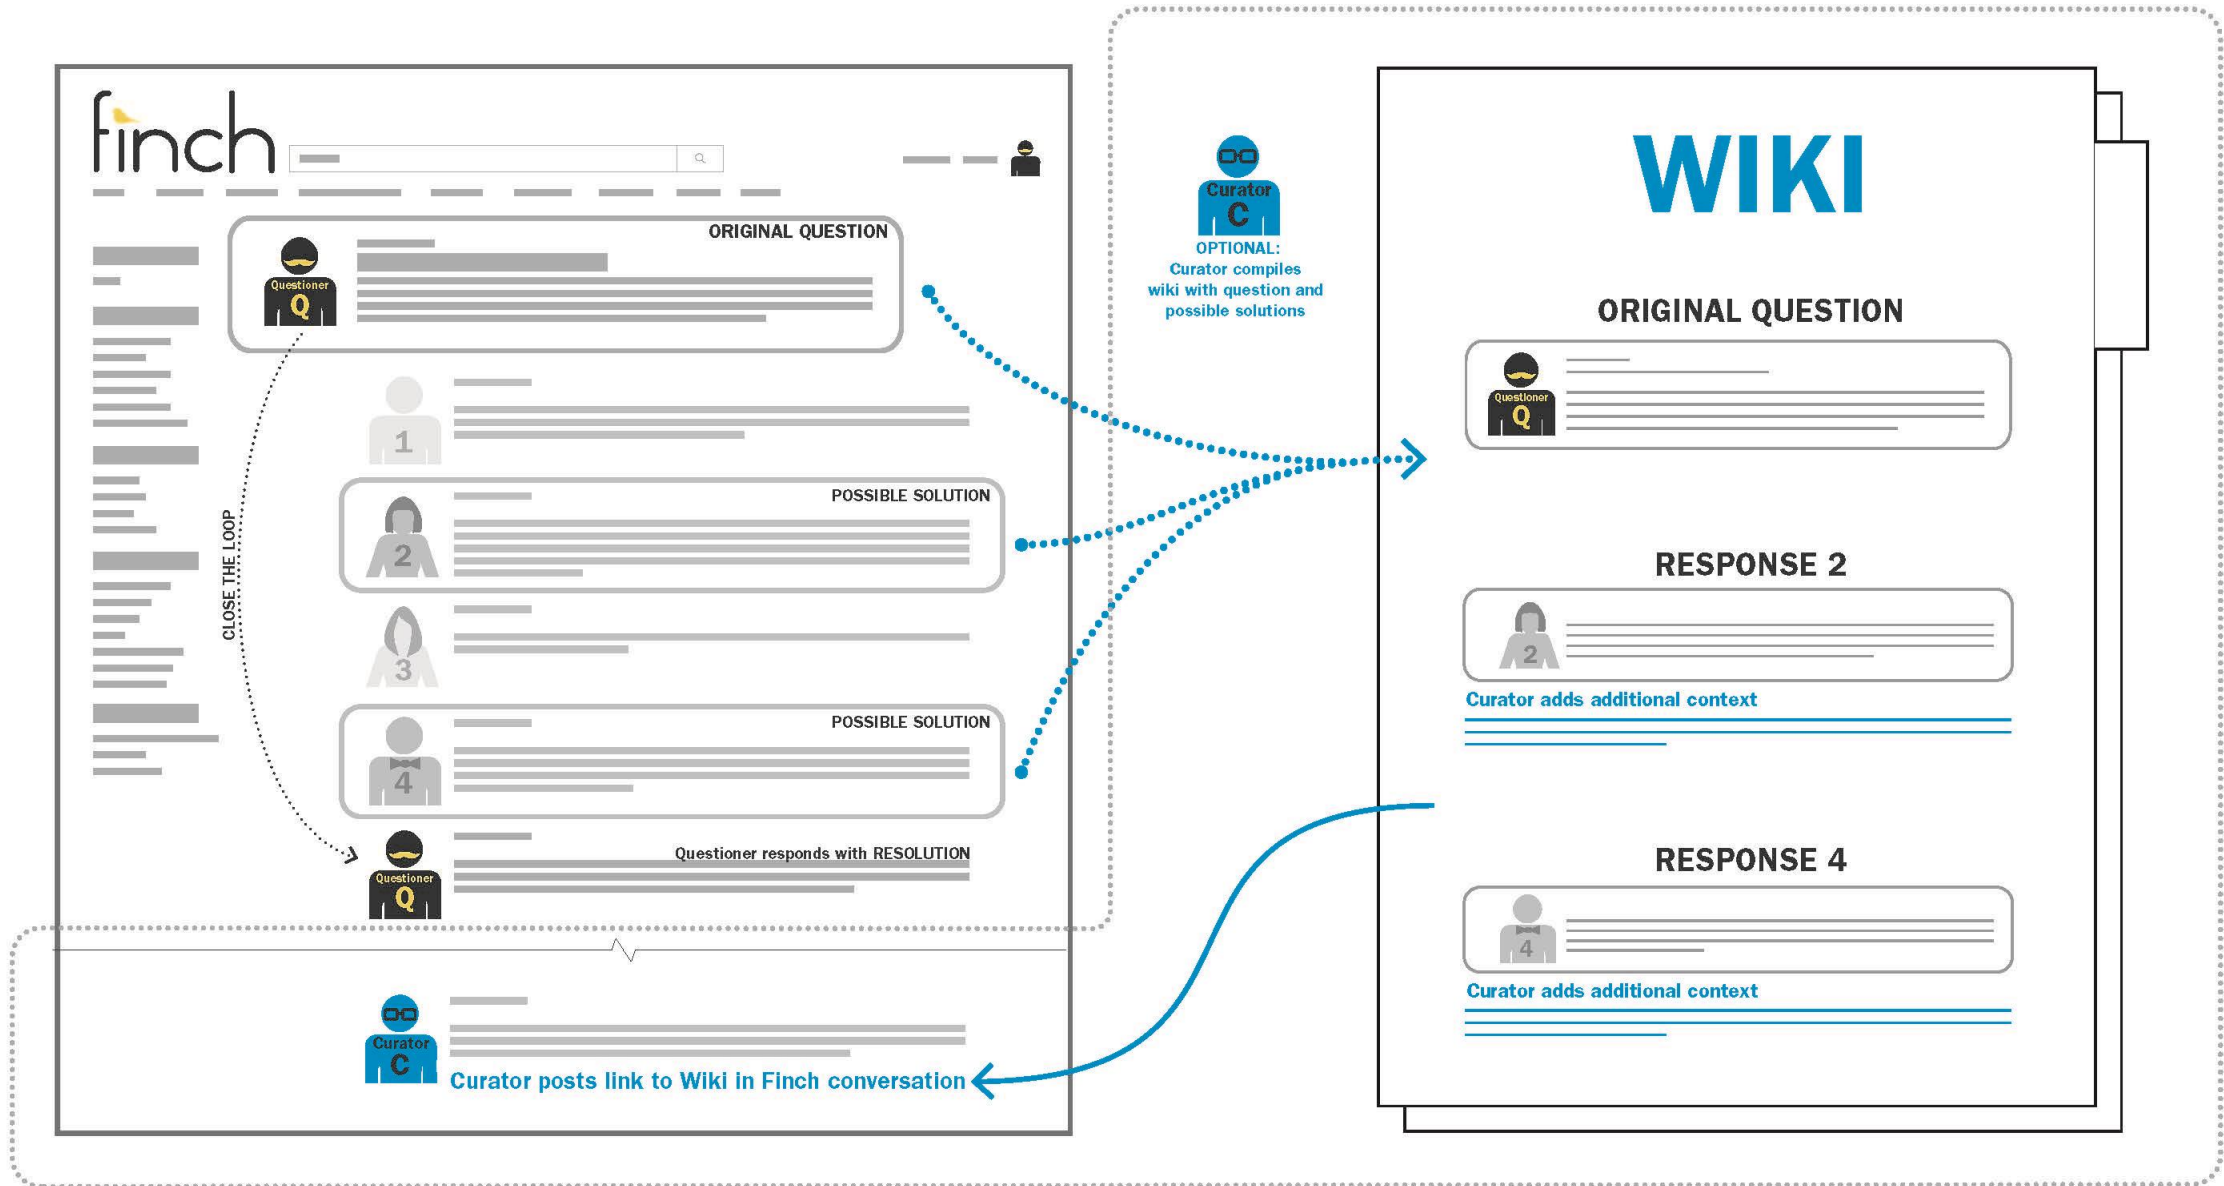 finch
ORIGINAL QUESTION
Questioner
Q
1
POSSIBLE SOLUTION
2
3
CLOSE THE LOOP
POSSIBLE SOLUTION
4
Questioner responds with RESOLUTION
Questioner
Q
Curator
C
Curator posts link to Wiki in Finch conversation
Curator
C
OPTIONAL:
Curator compiles
wiki with question and
possible solutions
WIKI
ORIGINAL QUESTION
Questioner
Q
RESPONSE 2
2
Curator adds additional context
RESPONSE 4
4
Curator adds additional context